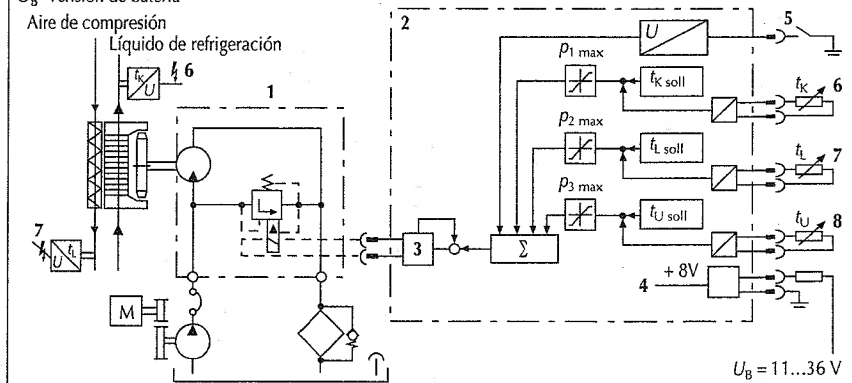 U_B Tensión de batería
Aire de compresión
Líquido de refrigeración
t_K
U
6
1
7
U
t_L
M
2
U
5
p_1 max
t_K soll
t_K
6
p_2 max
t_L soll
t_L
7
p_3 max
t_U soll
t_U
8
3
Σ
4
+ 8V
U_B = 11...36 V